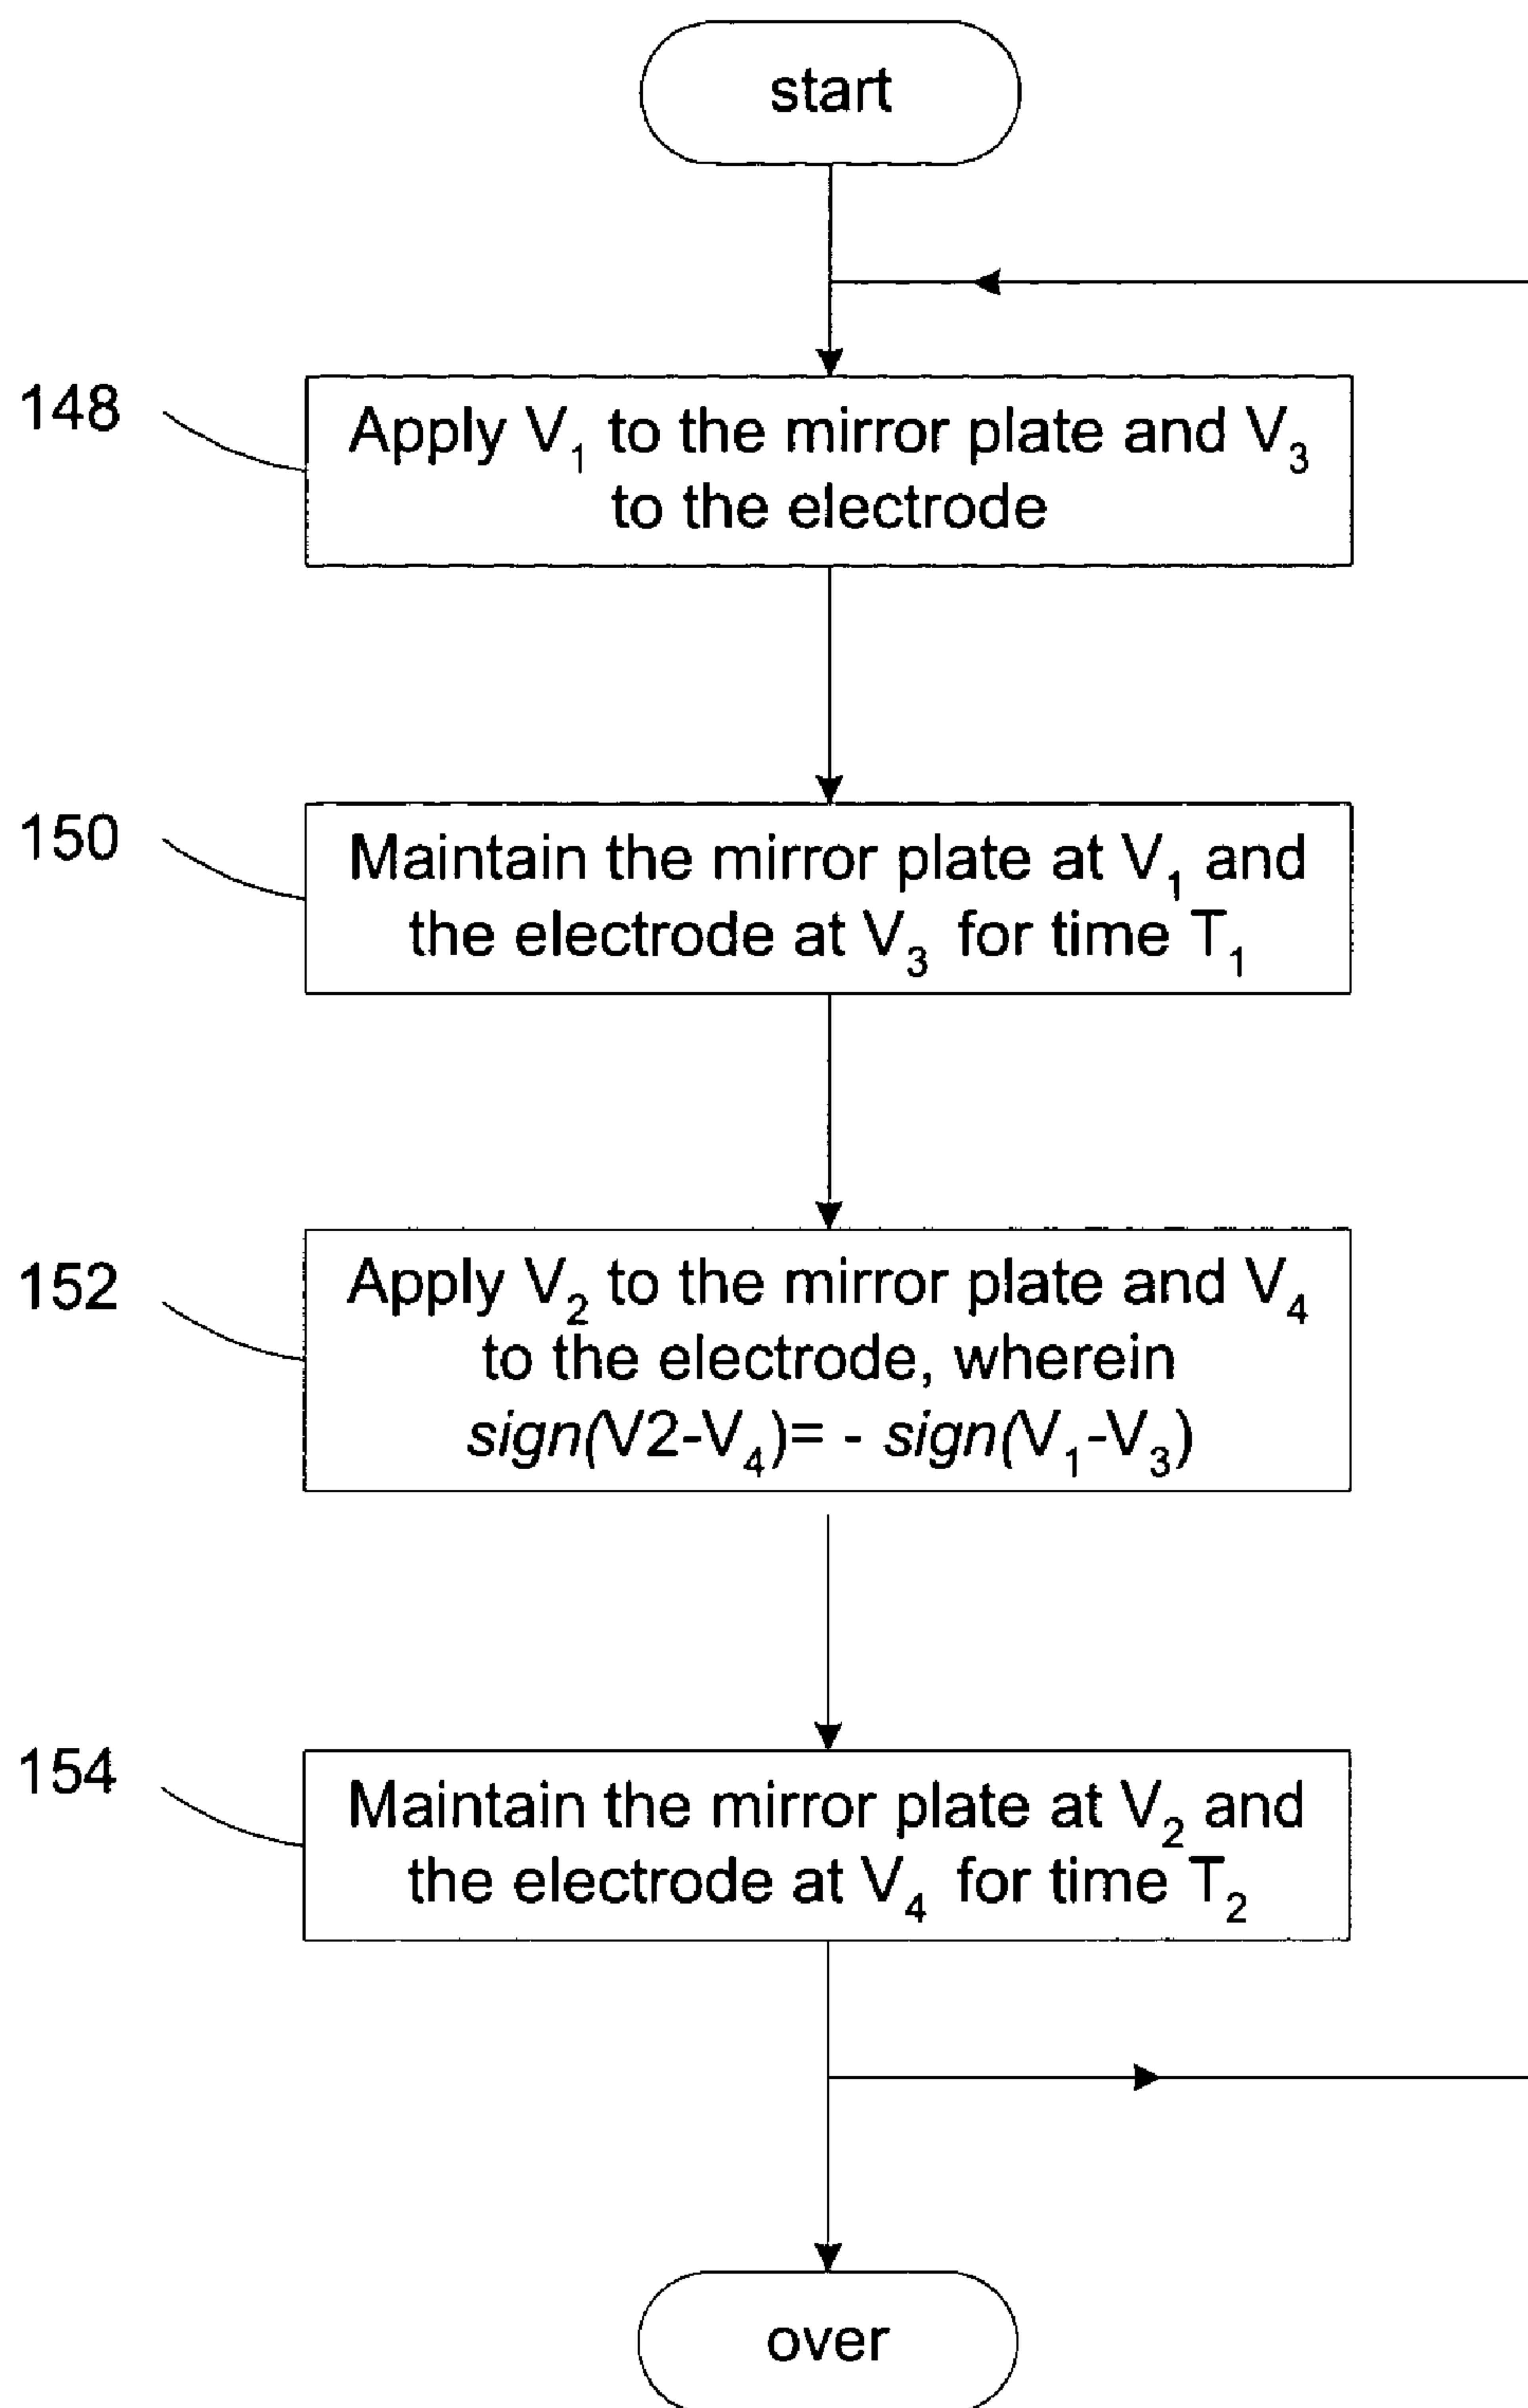 start
148
Apply V₁ to the mirror plate and V₃
to the electrode
150
Maintain the mirror plate at V₁ and
the electrode at V₃ for time T₁
152
Apply V₂ to the mirror plate and V₄
to the electrode, wherein
sign(V2-V₄)= - sign(V₁-V₃)
154
Maintain the mirror plate at V₂ and
the electrode at V₄ for time T₂
over